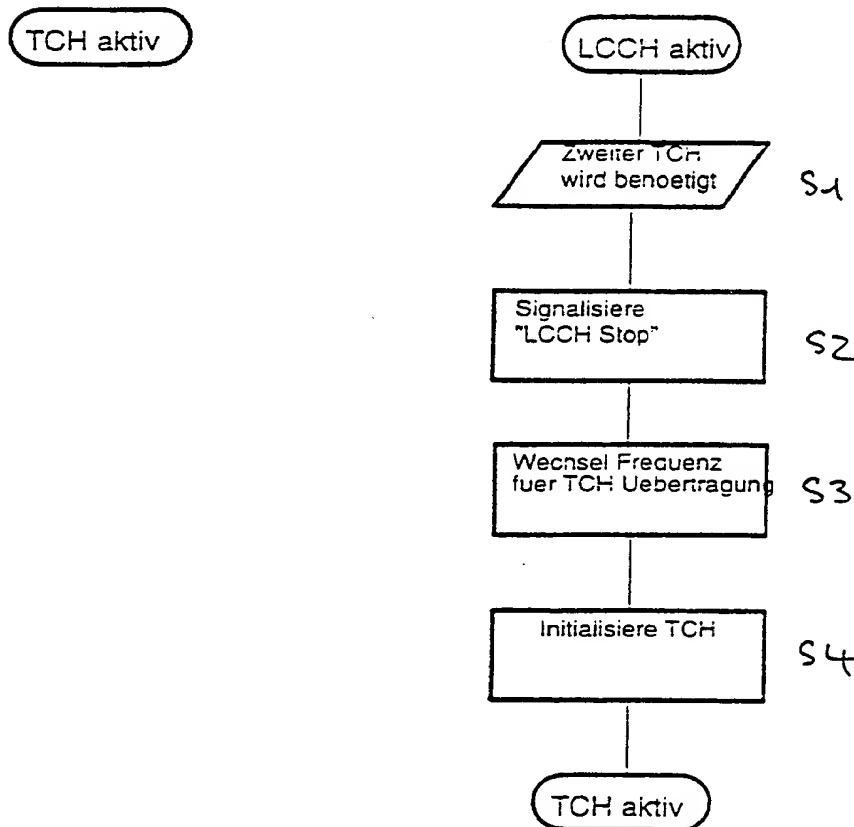 TCH aktiv
LCCH aktiv
Zweiter TCH
wird benoetigt
S1
Signalisiere
"LCCH Stop"
S2
Wechsel Frequenz
fuer TCH Uebertragung
S3
Initialisiere TCH
S4
TCH aktiv